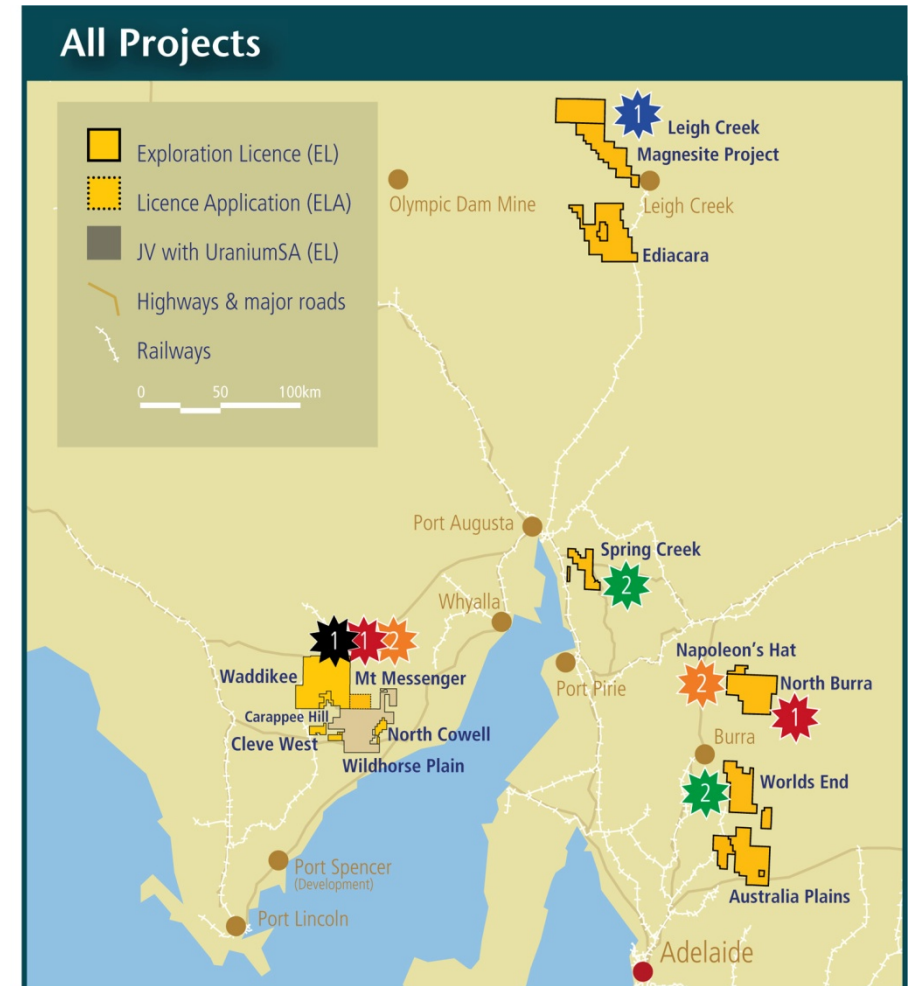 All Projects
Exploration Licence (EL)
Licence Application (ELA)
JV with UraniumSA (EL)
Highways & major roads
Railways
0 50 100km
1
Leigh Creek
Magnesite Project
Olympic Dam Mine
Leigh Creek
Ediacara
Port Augusta
Spring Creek
2
Whyalla
1 1 2
Waddikee
Mt Messenger
Port Pirie
Napoleon's Hat
2
North Burra
1
Carappee Hill
Cleve West
North Cowell
Wildhorse Plain
Burra
Worlds End
2
Port Spencer
(Development)
Australia Plains
Port Lincoln
Adelaide